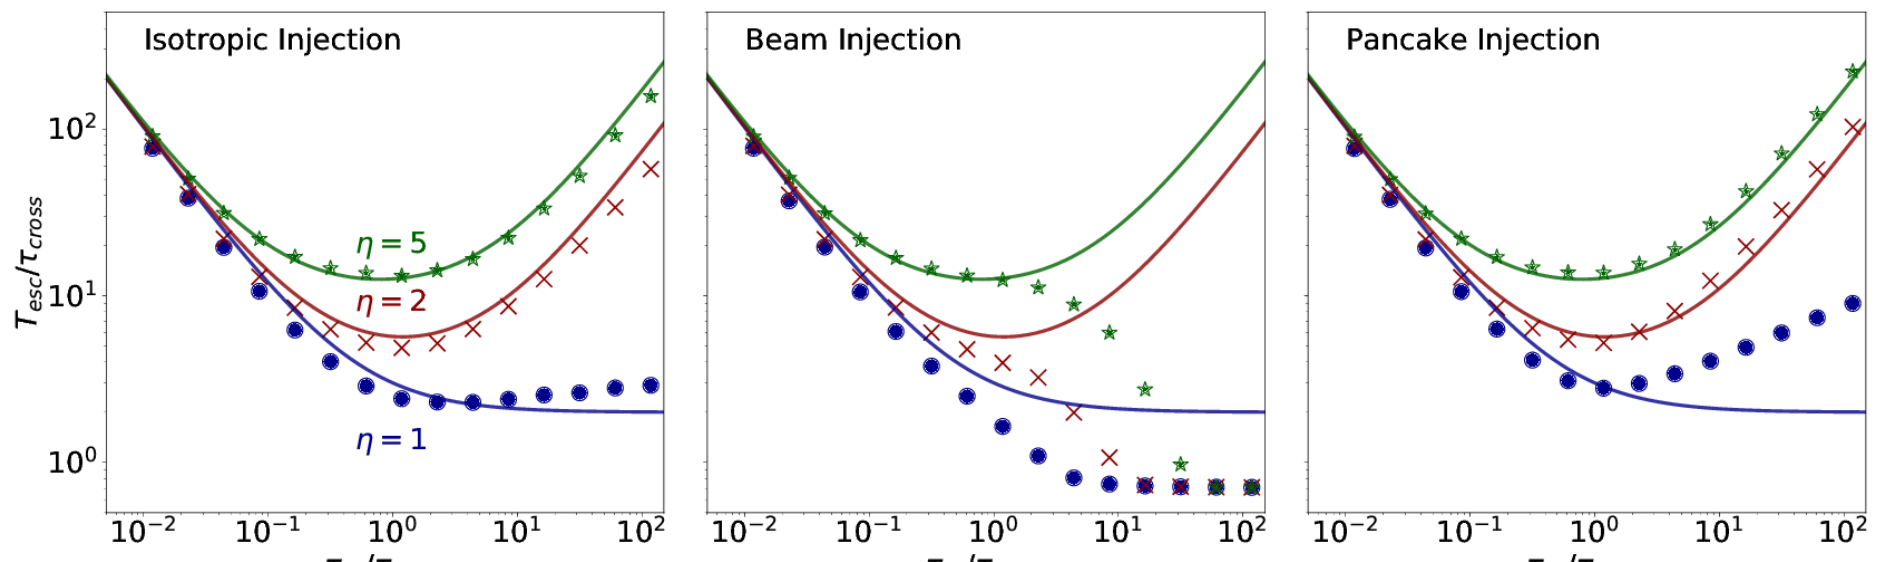 Isotropic Injection
Beam Injection
Pancake Injection
T_esc/τ_cross
10²
10¹
10⁰
η = 5
η = 2
η = 1
10⁻² 10⁻¹ 10⁰ 10¹ 10²
10⁻² 10⁻¹ 10⁰ 10¹ 10²
10⁻² 10⁻¹ 10⁰ 10¹ 10²